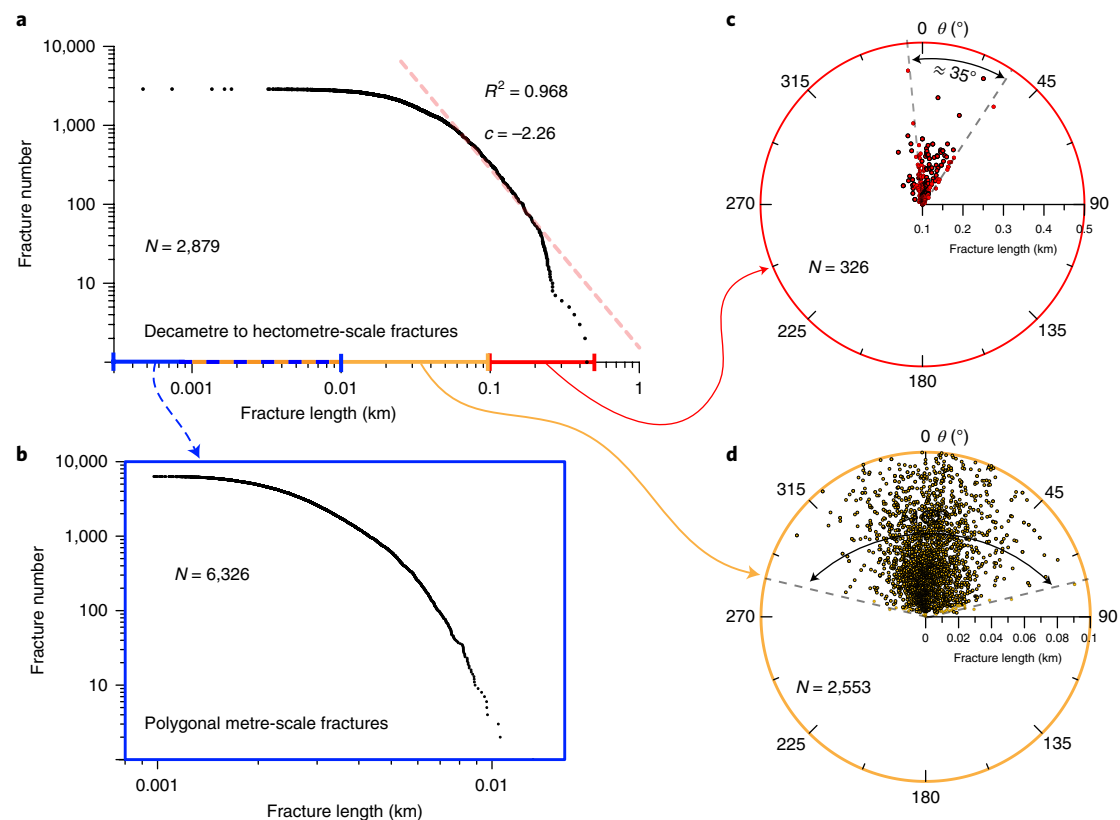 a
10,000
1,000
100
10
Fracture number
R² = 0.968
c = −2.26
N = 2,879
Decametre to hectometre-scale fractures
0.001
0.01
0.1
1
Fracture length (km)
b
10,000
1,000
100
10
Fracture number
N = 6,326
Polygonal metre-scale fractures
0.001
0.01
Fracture length (km)
c
0 θ (°)
≈ 35°
315
45
270
90
0.1
0.2
0.3
0.4
0.5
Fracture length (km)
N = 326
225
135
180
d
0 θ (°)
315
45
270
90
0
0.02
0.04
0.06
0.08
0.1
Fracture length (km)
N = 2,553
225
135
180